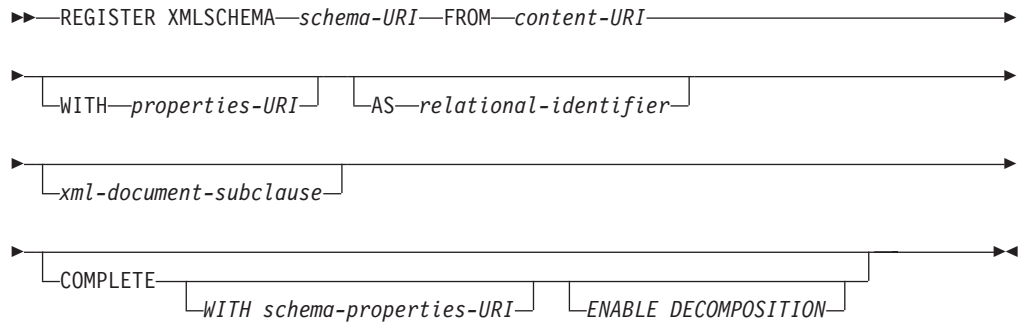 REGISTER XMLSCHEMA schema-URI FROM content-URI
WITH properties-URI AS relational-identifier
xml-document-subclause
COMPLETE
WITH schema-properties-URI ENABLE DECOMPOSITION